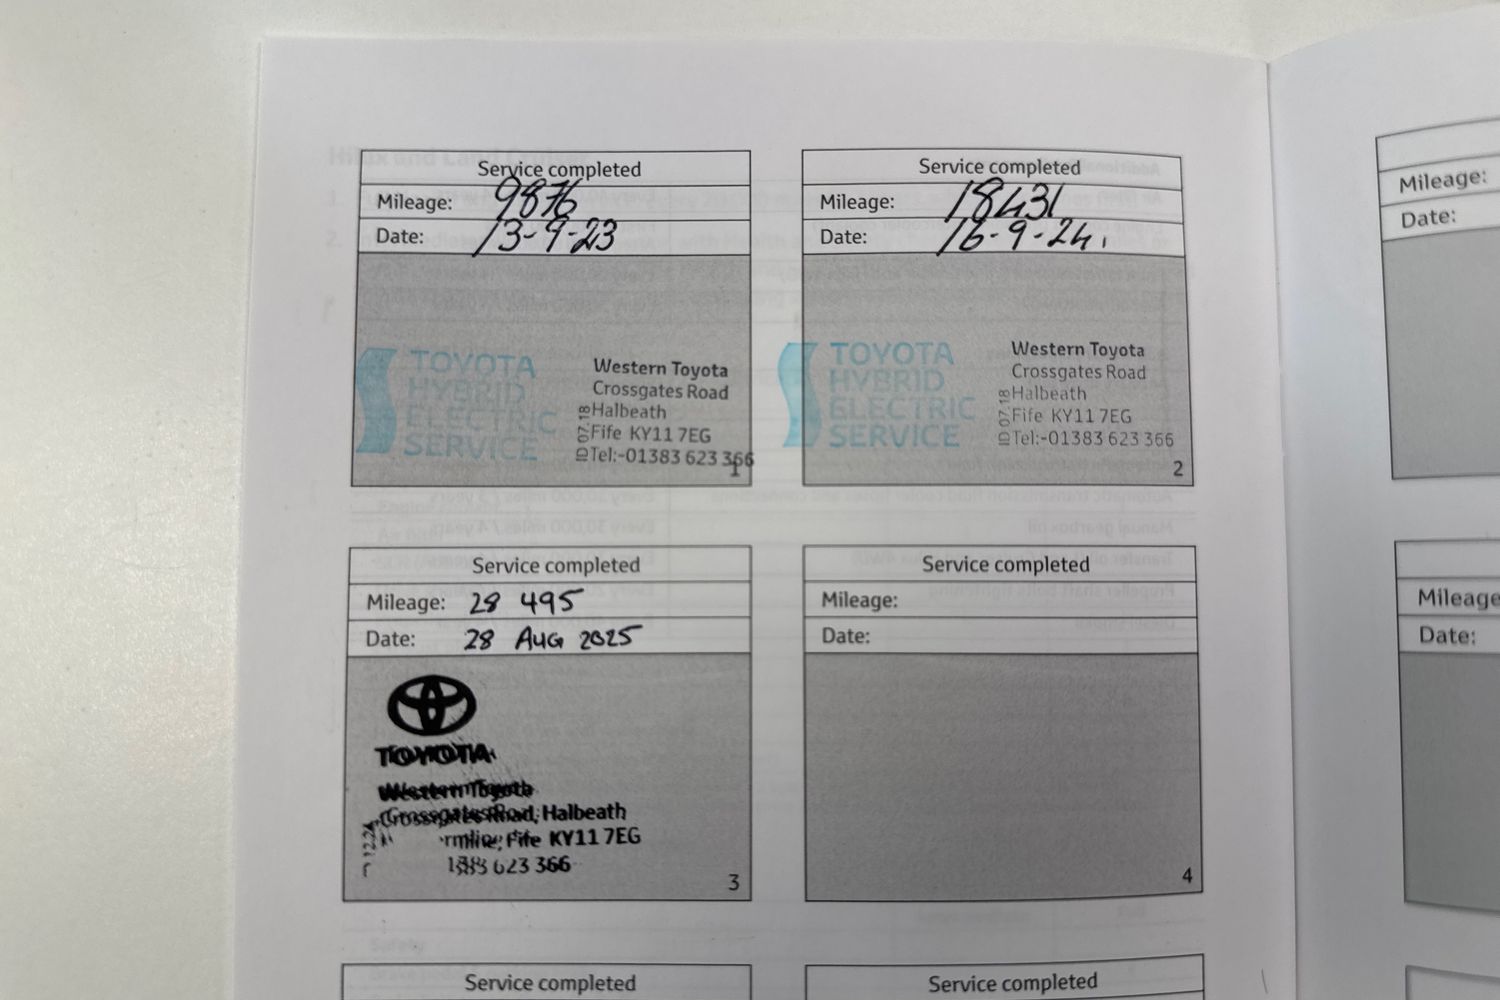 Service completed
Mileage: 9876
Date: 13-9-23
TOYOTA
HYBRID
ELECTRIC
SERVICE
Western Toyota
Crossgates Road
Halbeath
Fife KY11 7EG
Tel:-01383 623 366
ID 07.18
1
Service completed
Mileage: 18431
Date: 16-9-24
TOYOTA
HYBRID
ELECTRIC
SERVICE
Western Toyota
Crossgates Road
Halbeath
Fife KY11 7EG
Tel:-01383 623 366
ID 07.18
2
Mileage:
Date:
Service completed
Mileage: 28 495
Date: 28 AUG 2025
TOYOTA
Western Toyota
Crossgates Road, Halbeath
Fife KY11 7EG
623 366
12.24
3
Service completed
Mileage:
Date:
4
Mileage
Date:
Service completed
Service completed